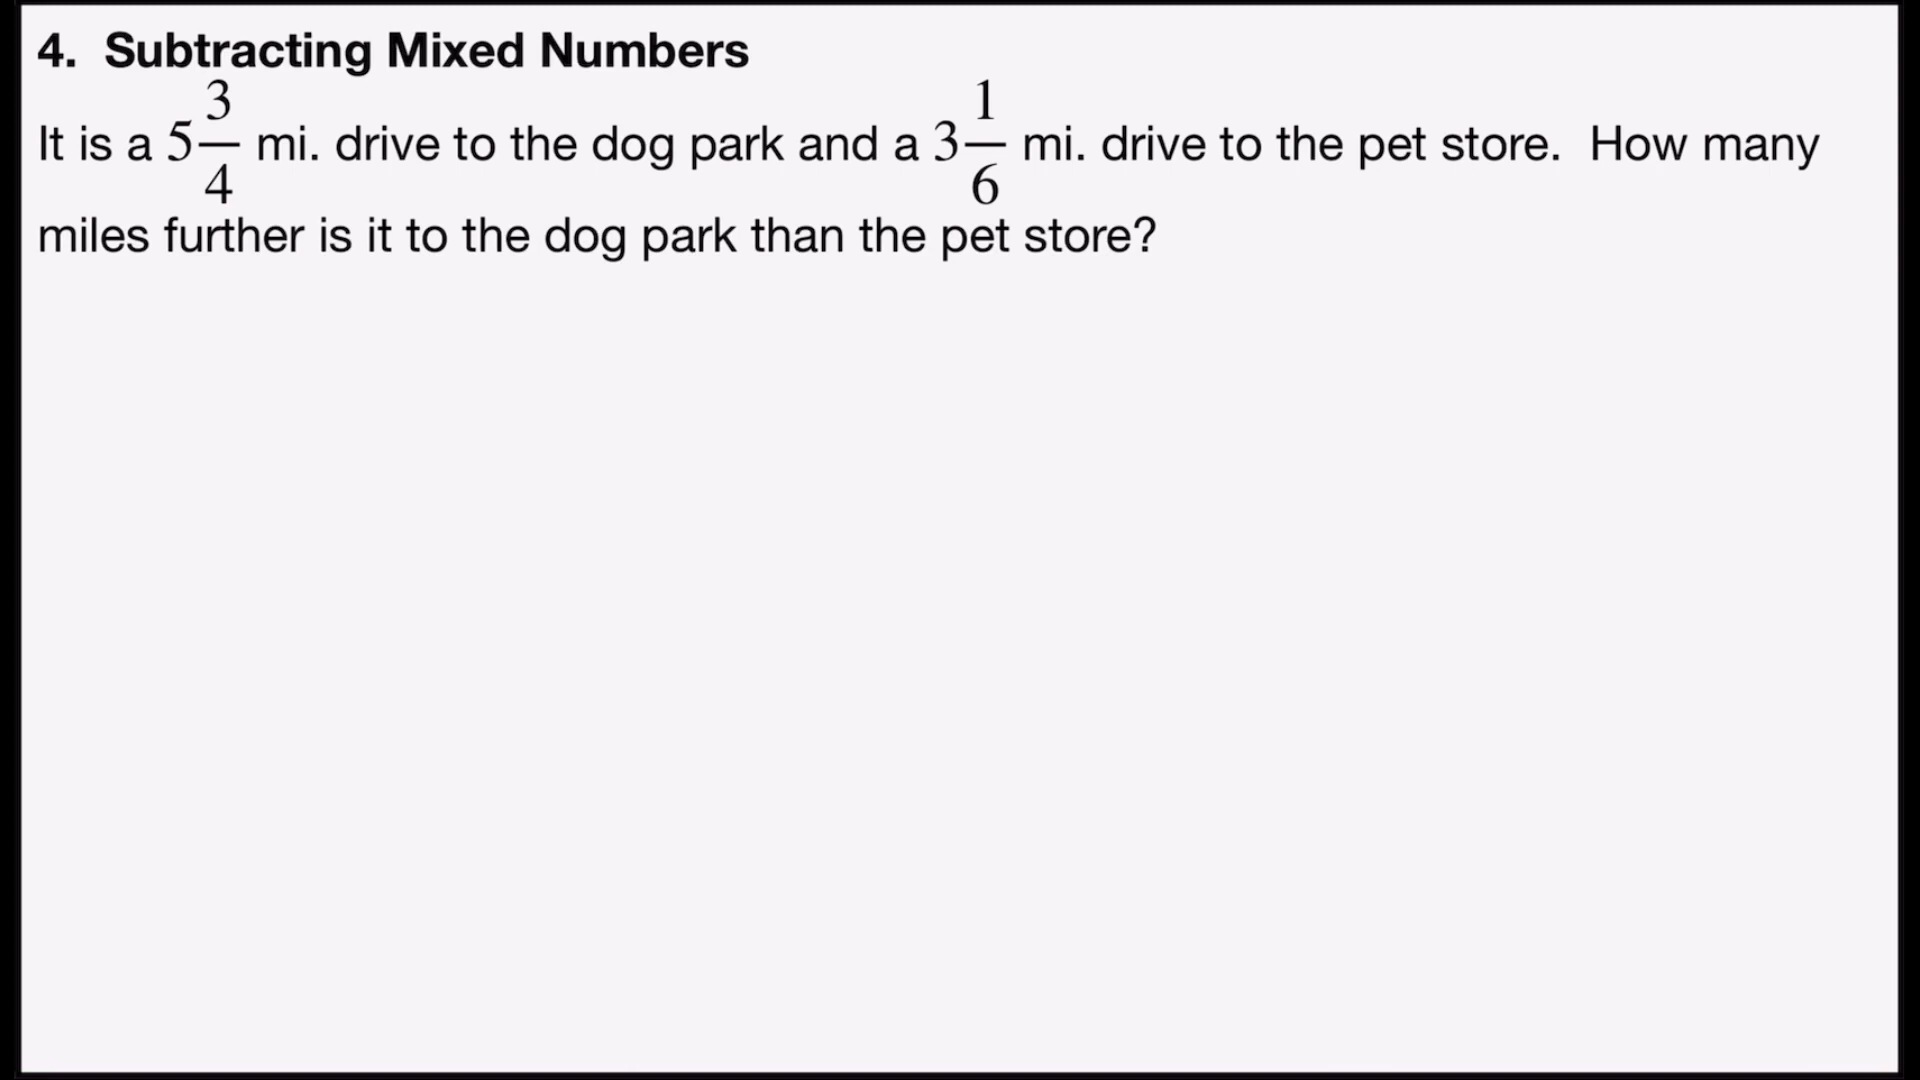 4. Subtracting Mixed Numbers
It is a 5 3/4 mi. drive to the dog park and a 3 1/6 mi. drive to the pet store. How many
miles further is it to the dog park than the pet store?